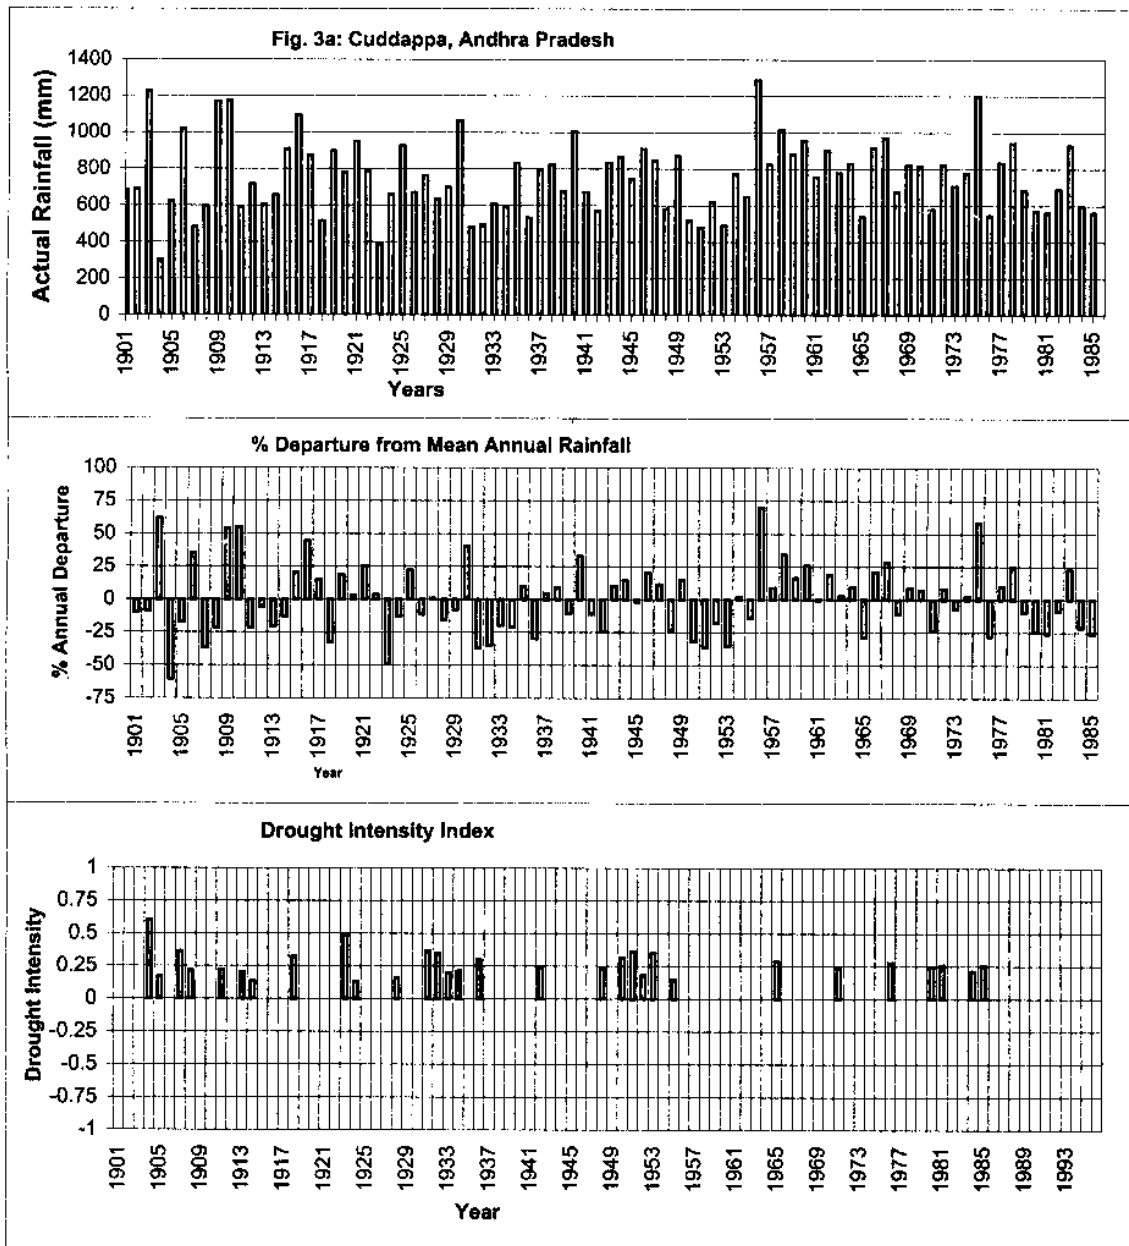 Fig. 3a: Cuddappa, Andhra Pradesh
Actual Rainfall (mm)
1400
1200
1000
800
600
400
200
0
1901 1905 1909 1913 1917 1921 1925 1929 1933 1937 1941 1945 1949 1953 1957 1961 1965 1969 1973 1977 1981 1985
Years
% Departure from Mean Annual Rainfall
% Annual Departure
100
75
50
25
0
-25
-50
-75
1901 1905 1909 1913 1917 1921 1925 1929 1933 1937 1941 1945 1949 1953 1957 1961 1965 1969 1973 1977 1981 1985
Year
Drought Intensity Index
Drought Intensity
1
0.75
0.5
0.25
0
-0.25
-0.5
-0.75
-1
1901 1905 1909 1913 1917 1921 1925 1929 1933 1937 1941 1945 1949 1953 1957 1961 1965 1969 1973 1977 1981 1985 1989 1993
Year